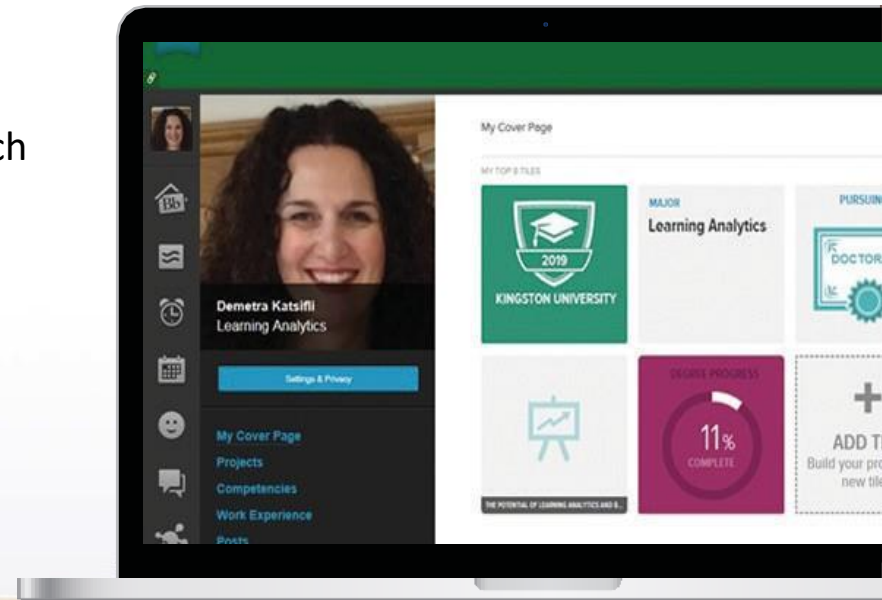 ch
Bb
My Cover Page
MY TOP 8 TILES
2019
KINGSTON UNIVERSITY
MAJOR
Learning Analytics
PURSUING
DOCTOR
Demetra Katsifli
Learning Analytics
Settings & Privacy
My Cover Page
Projects
Competencies
Work Experience
Posts
THE POTENTIAL OF LEARNING ANALYTICS AND B...
DEGREE PROGRESS
11%
COMPLETE
+
ADD T
Build your pro
new tile